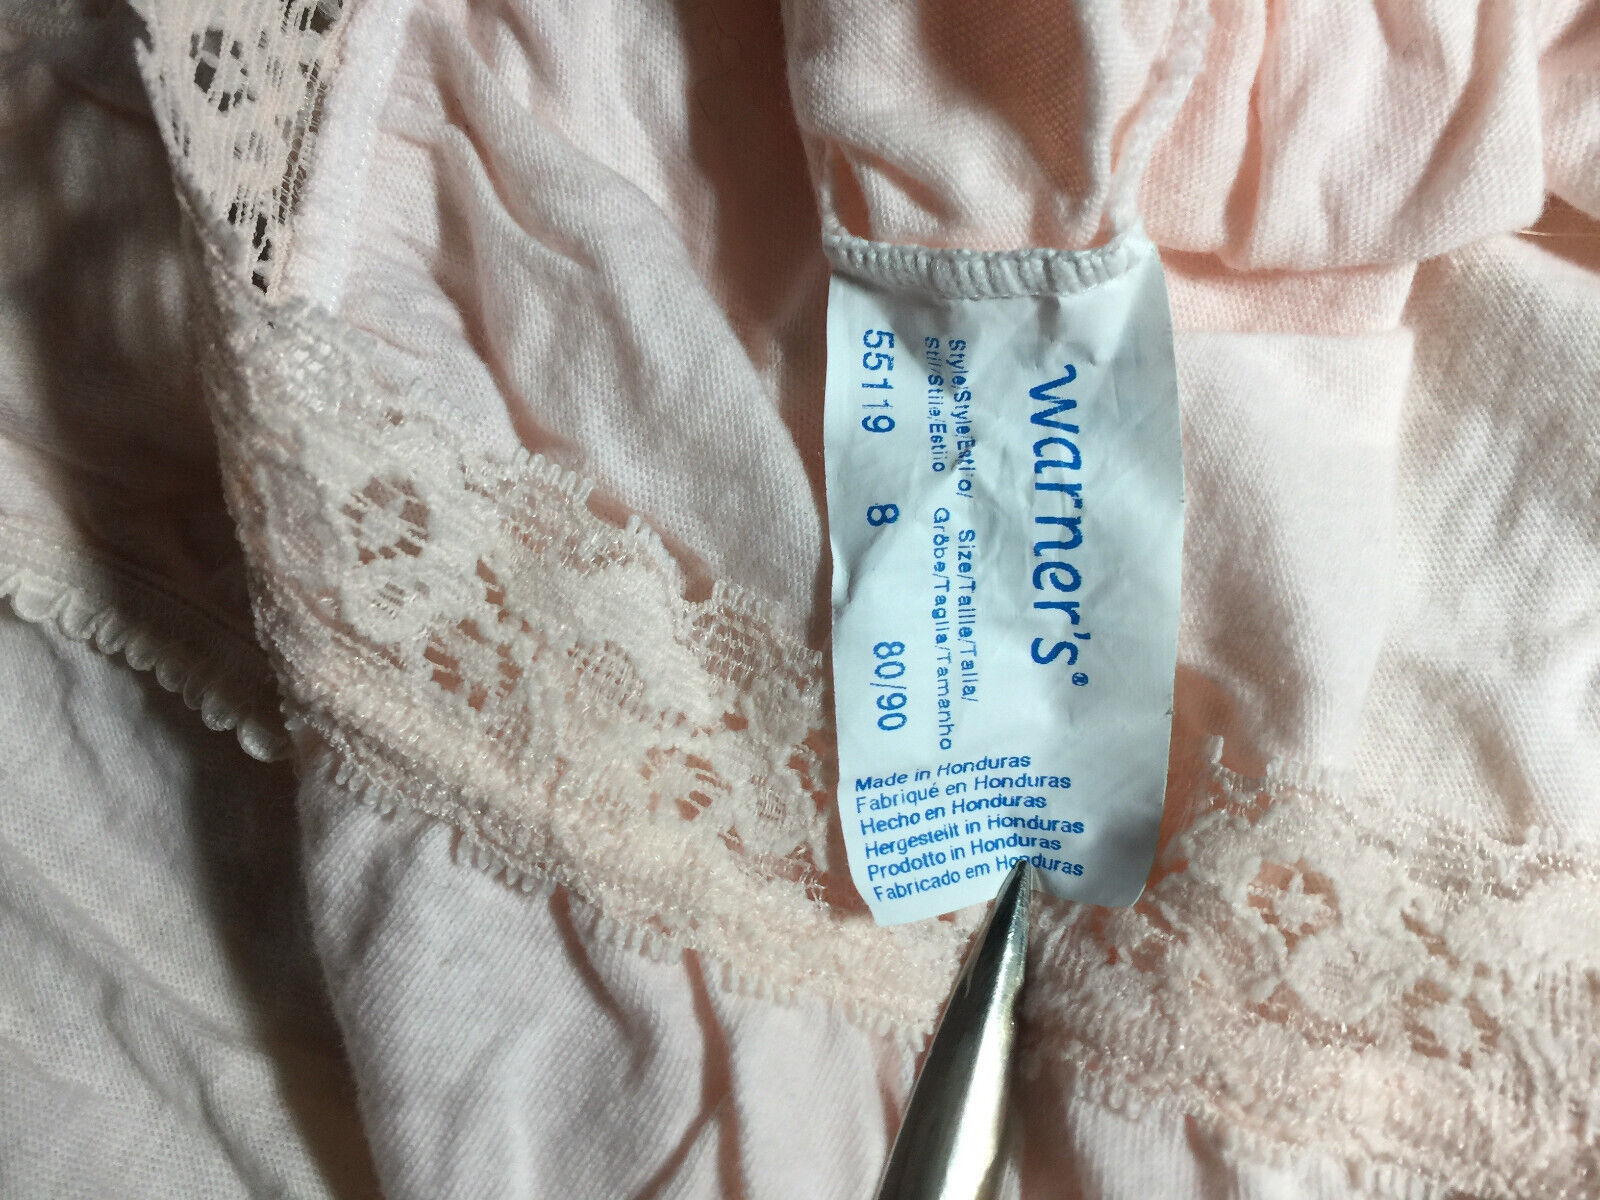 warner's®
Style/Style/Estilo/ Size/Taille/Talla/
Stil/Stile/Estilo Größe/Taglia/Tamanho
55119 8 80/90
Made in Honduras
Fabriqué en Honduras
Hecho en Honduras
Hergestellt in Honduras
Prodotto in Honduras
Fabricado em Honduras